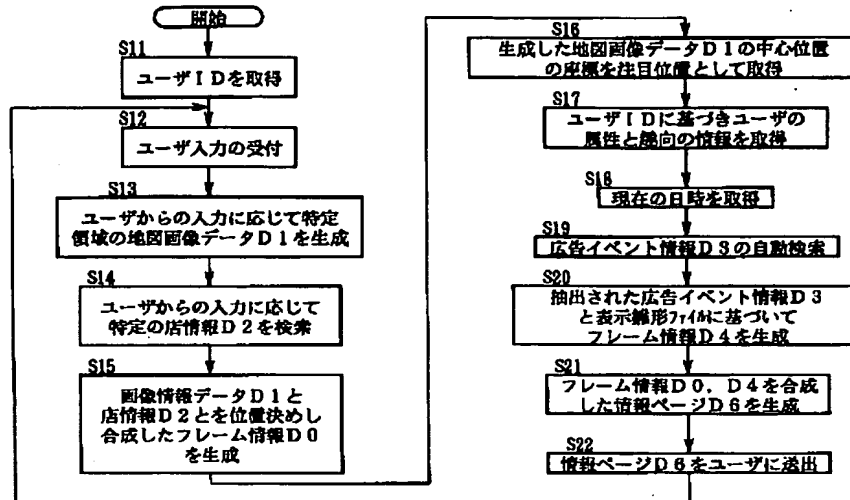 開始
S11
ユーザIDを取得
S12
ユーザ入力の受付
S13
ユーザからの入力に応じて特定
領域の地図画像データD1を生成
S14
ユーザからの入力に応じて
特定の店情報D2を検索
S15
画像情報データD1と
店情報D2とを位置決めし
合成したフレーム情報D0
を生成
S16
生成した地図画像データD1の中心位置
の座標を注目位置として取得
S17
ユーザIDに基づきユーザの
属性と趣向の情報を取得
S18
現在の日時を取得
S19
広告イベント情報D3の自動検索
S20
抽出された広告イベント情報D3
と表示雛形ファイルに基づいて
フレーム情報D4を生成
S21
フレーム情報D0，D4を合成
した情報ページD6を生成
S22
情報ページD6をユーザに送出